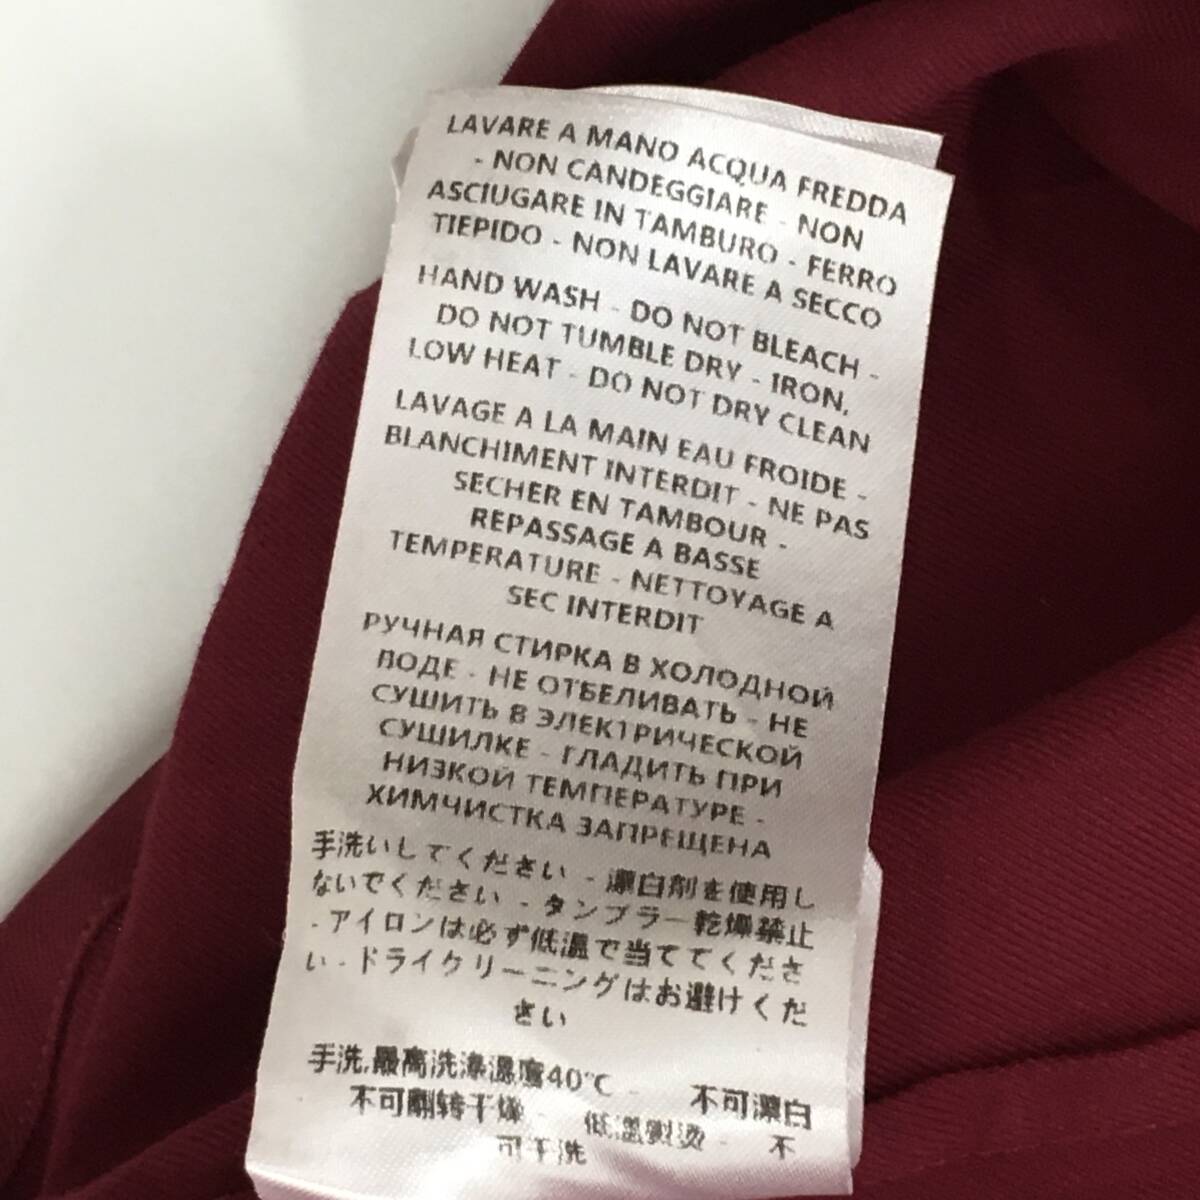 LAVARE A MANO ACQUA FREDDA
- NON CANDEGGIARE - NON
ASCIUGARE IN TAMBURO - FERRO
TIEPIDO - NON LAVARE A SECCO
HAND WASH - DO NOT BLEACH -
DO NOT TUMBLE DRY - IRON,
LOW HEAT - DO NOT DRY CLEAN
LAVAGE A LA MAIN EAU FROIDE -
BLANCHIMENT INTERDIT - NE PAS
SECHER EN TAMBOUR -
REPASSAGE A BASSE
TEMPERATURE - NETTOYAGE A
SEC INTERDIT
РУЧНАЯ СТИРКА В ХОЛОДНОЙ
ВОДЕ - НЕ ОТБЕЛИВАТЬ - НЕ
СУШИТЬ В ЭЛЕКТРИЧЕСКОЙ
СУШИЛКЕ - ГЛАДИТЬ ПРИ
НИЗКОЙ ТЕМПЕРАТУРЕ -
ХИМЧИСТКА ЗАПРЕЩЕНА
手洗いしてください - 漂白剤を使用し
ないでください - タンブラー乾燥禁止
- アイロンは必ず低温で当ててくださ
い - ドライクリーニングはお避けくだ
さい
手洗,最高洗涤温度40℃ - 不可漂白
不可翻转干燥 - 低温熨烫 - 不
可干洗